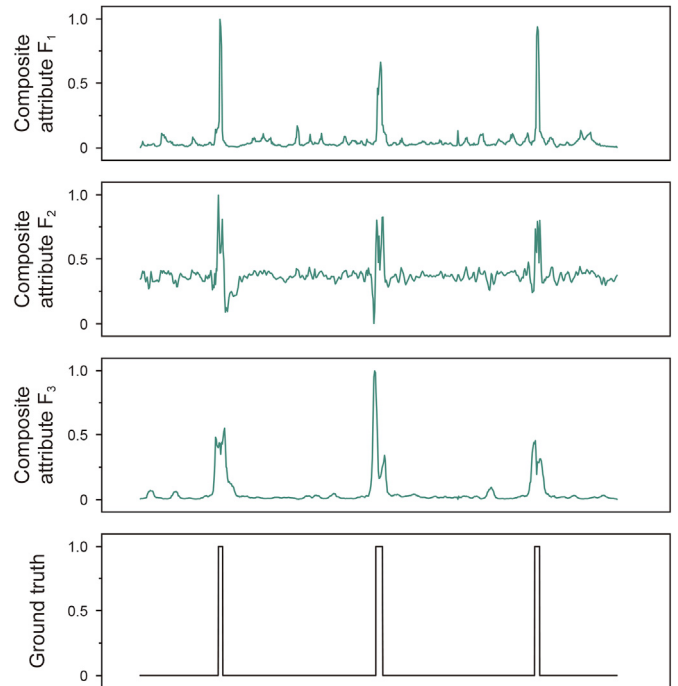 Composite
attribute F₁
1.0
0.5
0
Composite
attribute F₂
1.0
0.5
0
Composite
attribute F₃
1.0
0.5
0
Ground truth
1.0
0.5
0